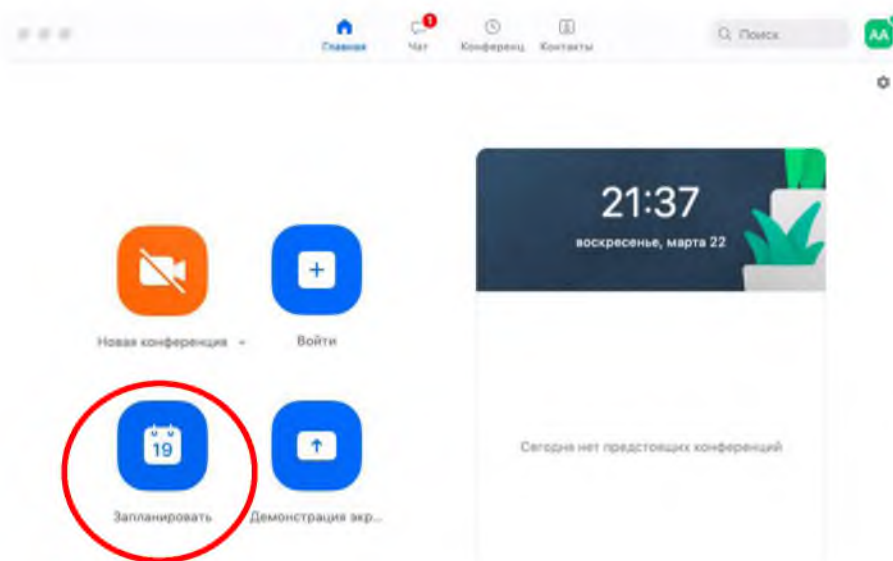 1
Главная Чат Конференц Контакты
Поиск
AA
21:37
воскресенье, марта 22
Новая конференция
Войти
19
Запланировать
Демонстрация экр...
Сегодня нет предстоящих конференций